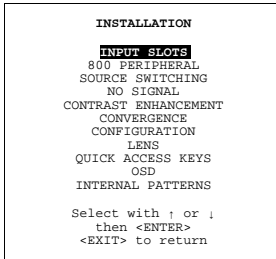 INSTALLATION
INPUT SLOTS
800 PERIPHERAL
SOURCE SWITCHING
NO SIGNAL
CONTRAST ENHANCEMENT
CONVERGENCE
CONFIGURATION
LENS
QUICK ACCESS KEYS
OSD
INTERNAL PATTERNS
Select with ↑ or ↓
then <ENTER>
<EXIT> to return